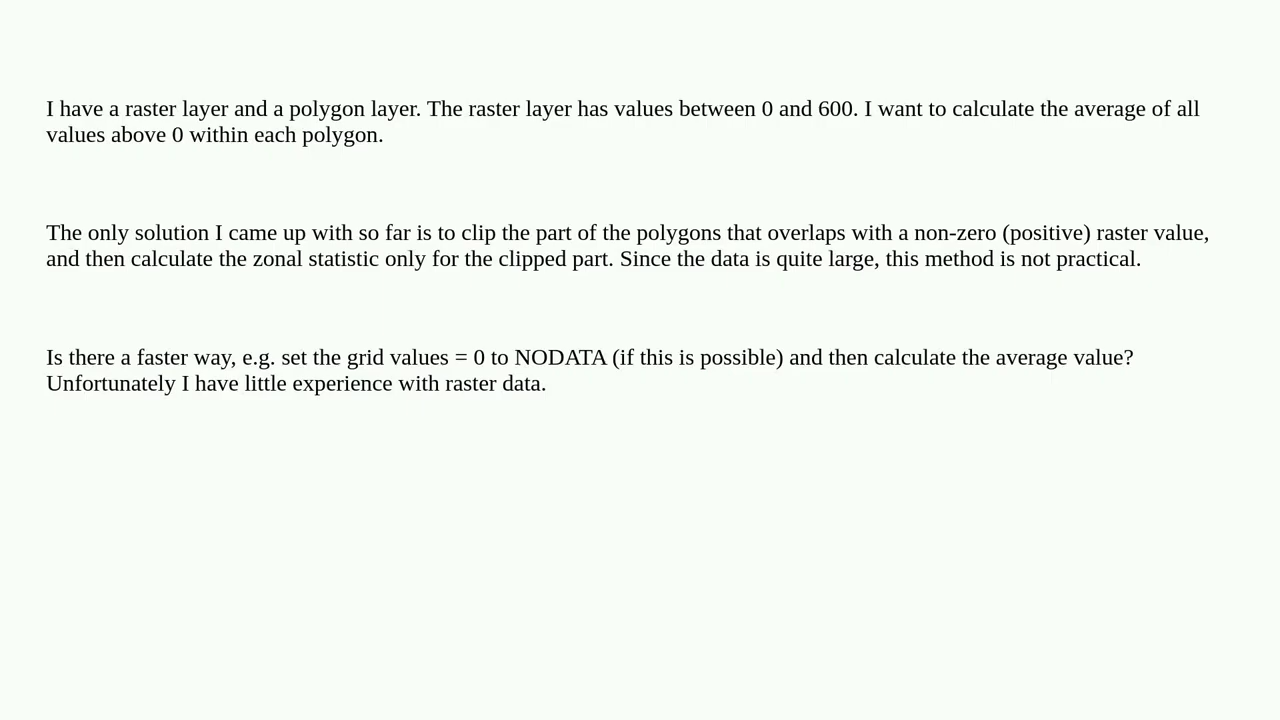 I have a raster layer and a polygon layer. The raster layer has values between 0 and 600. I want to calculate the average of all
values above 0 within each polygon.
The only solution I came up with so far is to clip the part of the polygons that overlaps with a non-zero (positive) raster value,
and then calculate the zonal statistic only for the clipped part. Since the data is quite large, this method is not practical.
Is there a faster way, e.g. set the grid values = 0 to NODATA (if this is possible) and then calculate the average value?
Unfortunately I have little experience with raster data.